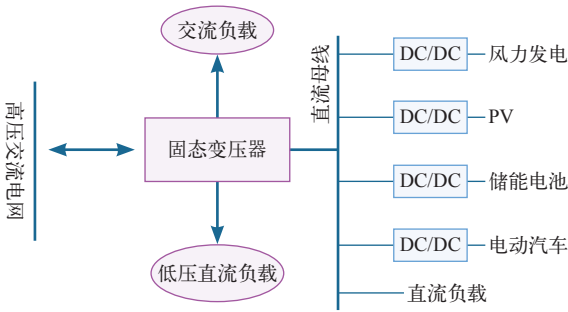 交流负载
高压交流电网
固态变压器
低压直流负载
直流母线
DC/DC 风力发电
DC/DC PV
DC/DC 储能电池
DC/DC 电动汽车
直流负载